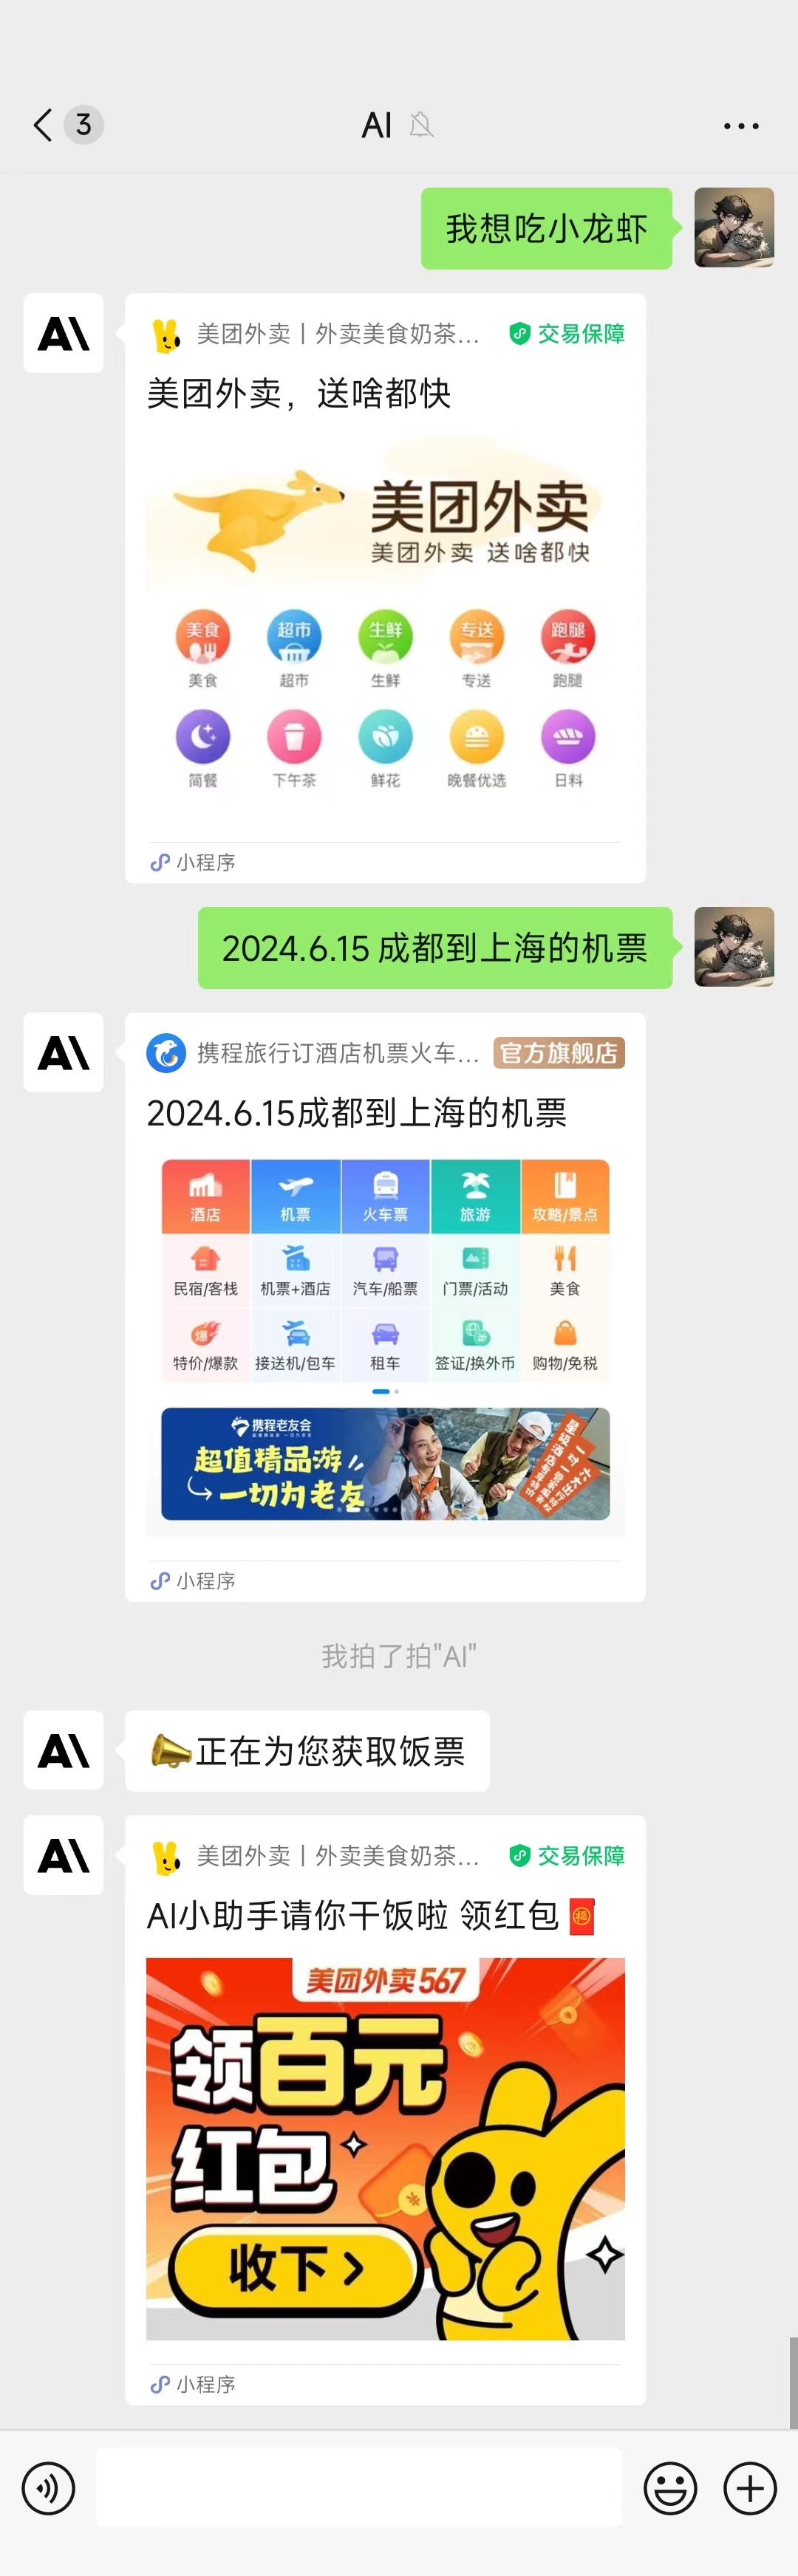 3
AI
我想吃小龙虾
A\
美团外卖丨外卖美食奶茶... 交易保障
美团外卖，送啥都快
美团外卖
美团外卖 送啥都快
美食 超市 生鲜 专送 跑腿
美食 超市 生鲜 专送 跑腿
简餐 下午茶 鲜花 晚餐优选 日料
小程序
2024.6.15 成都到上海的机票
A\
携程旅行订酒店机票火车... 官方旗舰店
2024.6.15成都到上海的机票
酒店 机票 火车票 旅游 攻略/景点
民宿/客栈 机票+酒店 汽车/船票 门票/活动 美食
爆
特价/爆款 接送机/包车 租车 签证/换外币 购物/免税
携程老友会
超值精品游
一切为老友
小程序
我拍了拍"AI"
A\
正在为您获取饭票
A\
美团外卖丨外卖美食奶茶... 交易保障
AI小助手请你干饭啦 领红包
福
美团外卖567
领百元
红包
收下 >
小程序